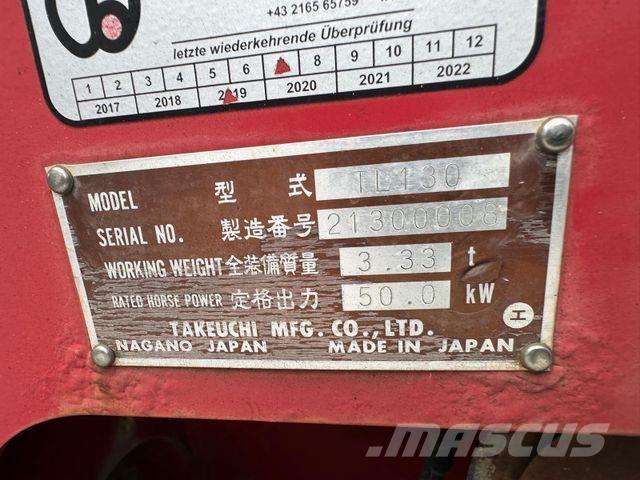 +43 2165 65759
letzte wiederkehrende Überprüfung
1 2 3 4 5 6 8 9 10 11 12
2017 2018 2019 2020 2021 2022
MODEL 型式 TL130
SERIAL NO. 製造番号 21300008
WORKING WEIGHT 全装備質量 3.33 t
RATED HORSE POWER 定格出力 50.0 kW
TAKEUCHI MFG. CO., LTD.
NAGANO JAPAN MADE IN JAPAN
エ
MASCUS